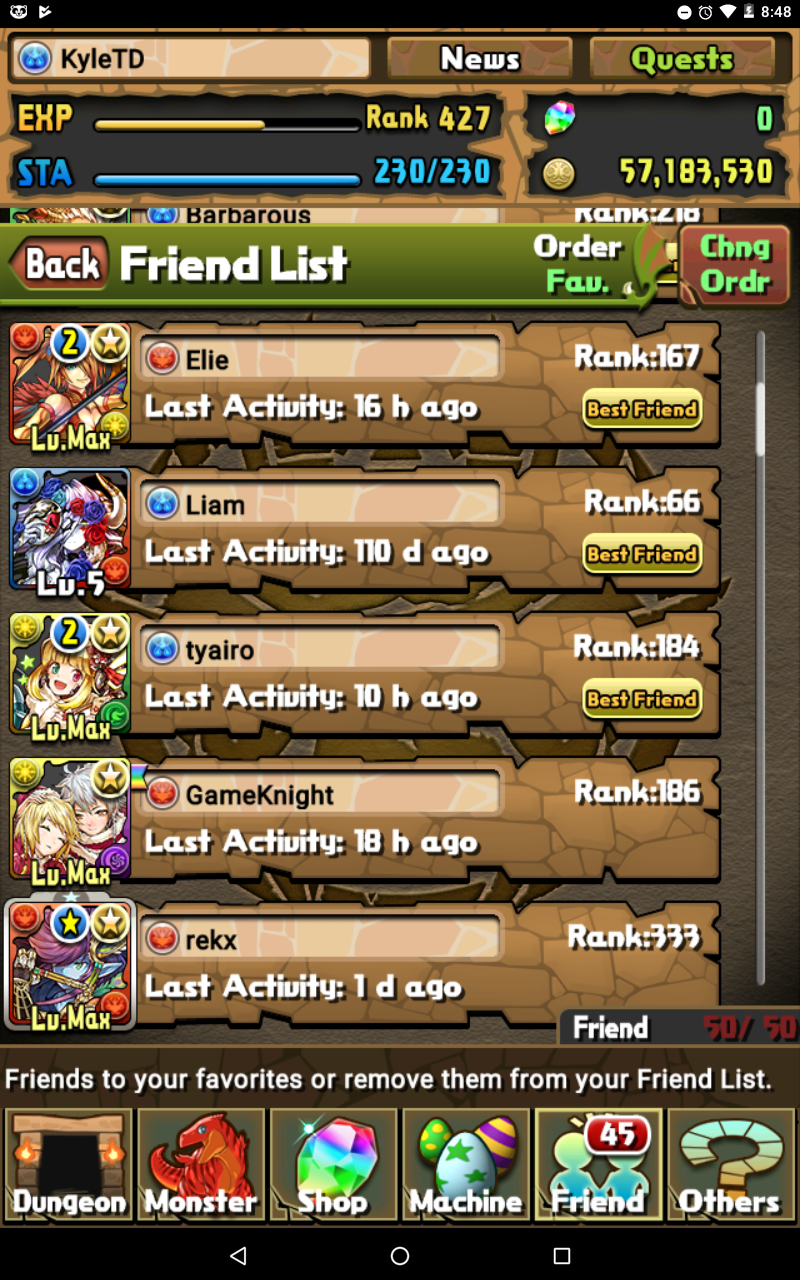 8:48
KyleTD News Quests
EXP Rank 427 0
STA 230/230 57,183,530
Barbarous Rank:218
Back Friend List Order Fav. Chng Ordr
2
Elie Rank:167
Last Activity: 16 h ago Best Friend
Lv.Max
Liam Rank:66
Last Activity: 110 d ago Best Friend
Lv.5
2
tyairo Rank:184
Last Activity: 10 h ago Best Friend
Lv.Max
GameKnight Rank:186
Last Activity: 18 h ago
Lv.Max
rekx Rank:333
Last Activity: 1 d ago
Lv.Max
Friend 50/ 50
Friends to your favorites or remove them from your Friend List.
45
Dungeon Monster Shop Machine Friend Others